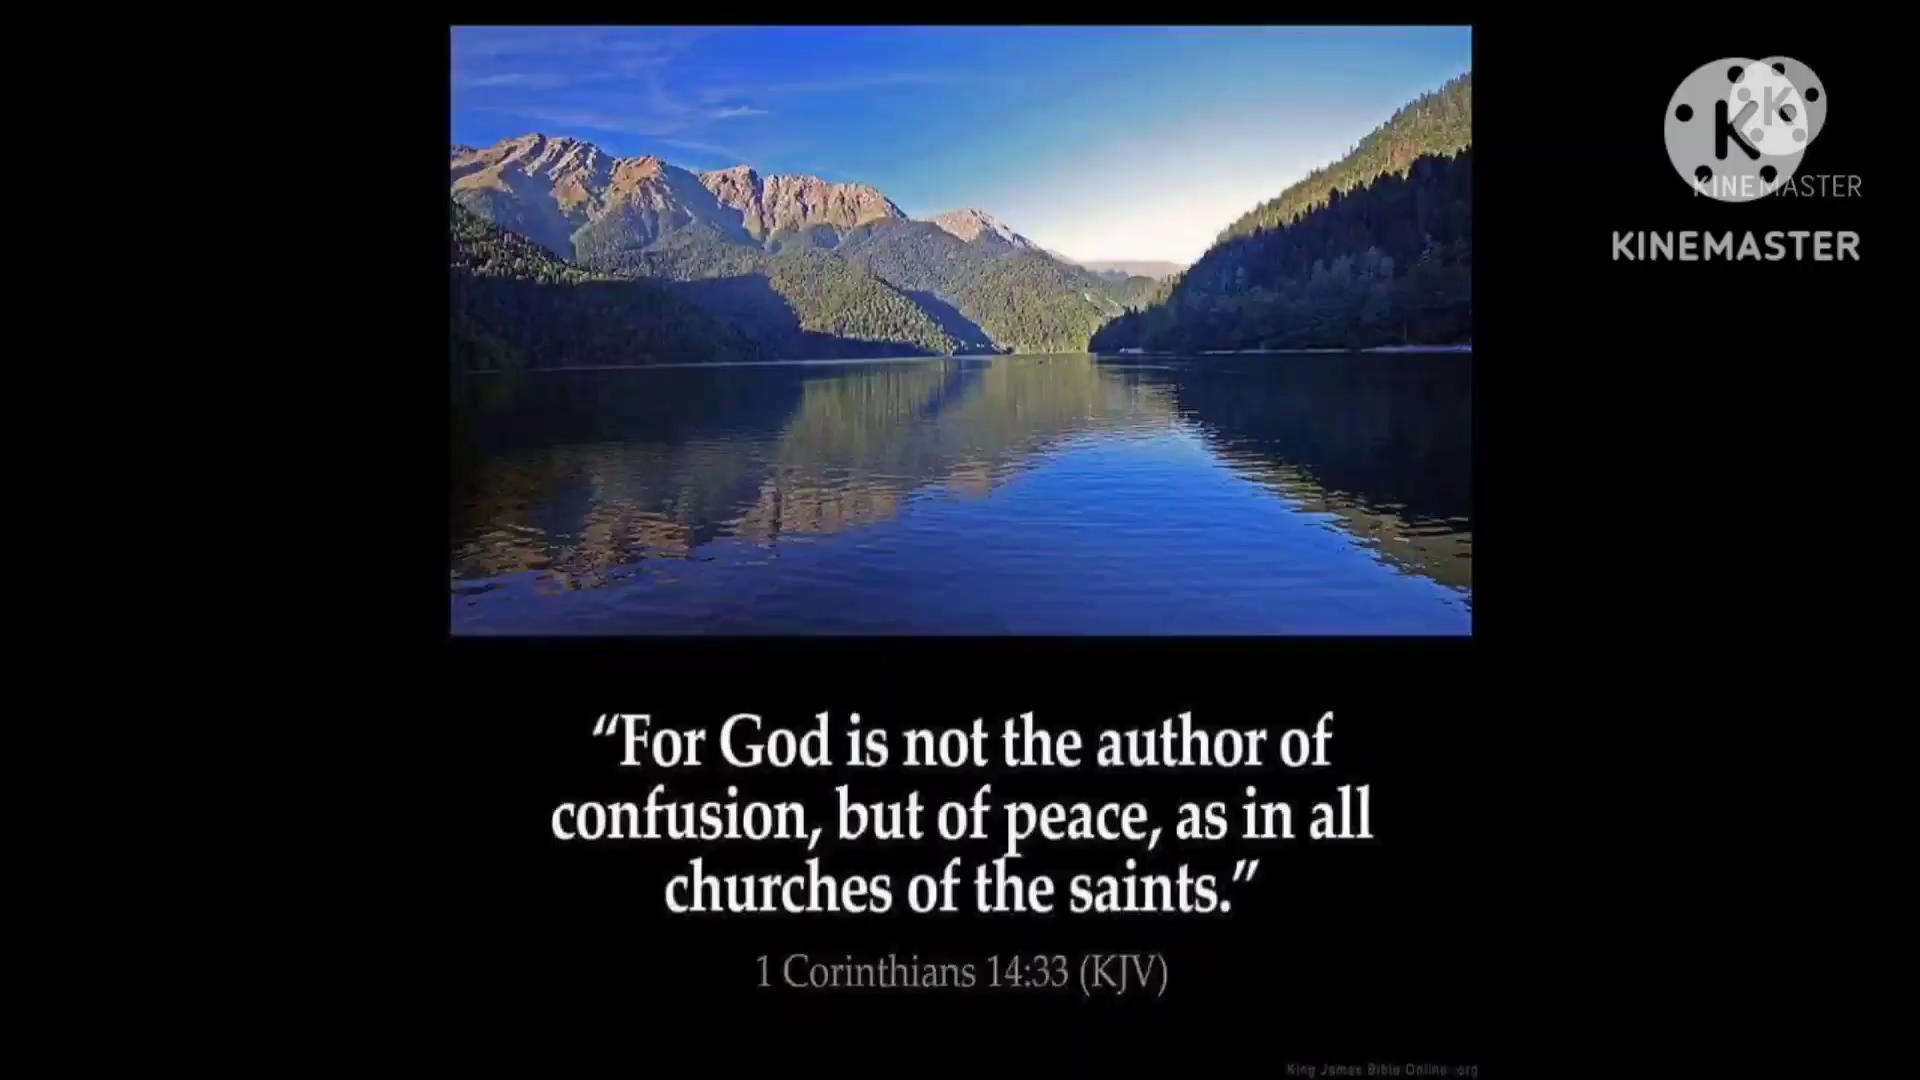 K
K
KINEMASTER
KINEMASTER
“For God is not the author of
confusion, but of peace, as in all
churches of the saints.”
1 Corinthians 14:33 (KJV)
King James Bible Online .org